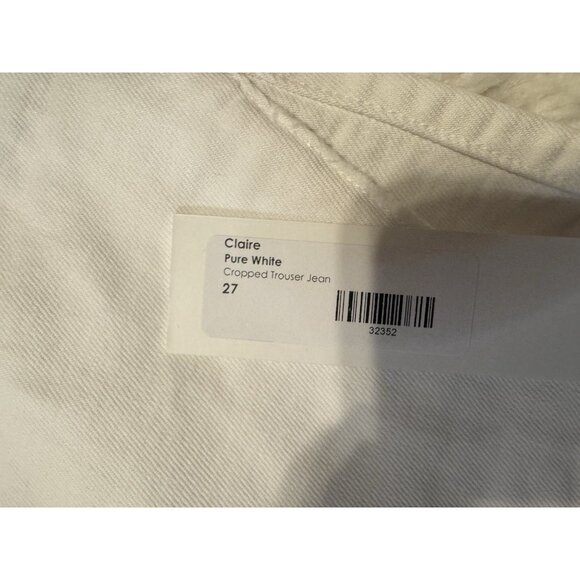 Claire
Pure White
Cropped Trouser Jean
27
32352